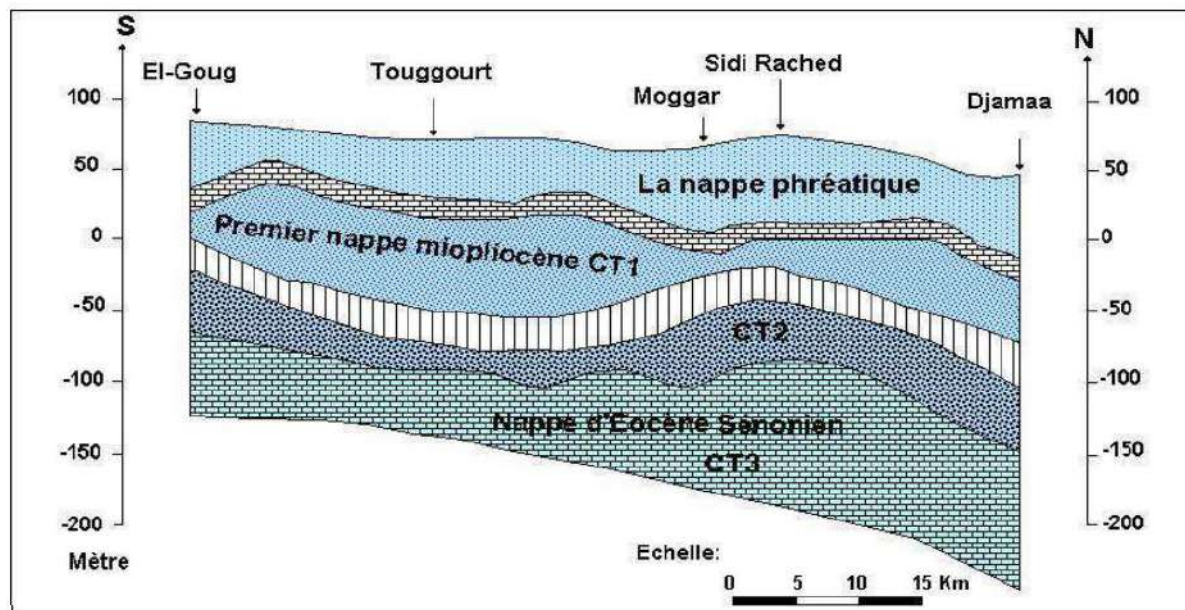 S
N
El-Goug
Touggourt
Sidi Rached
Moggar
Djamaa
100
100
50
50
0
0
-50
-50
-100
-100
-150
-150
-200
-200
La nappe phréatique
Premier nappe miopliocène CT1
CT2
Nappe d'Eocène Sénonien
CT3
Mètre
Echelle:
0 5 10 15 Km